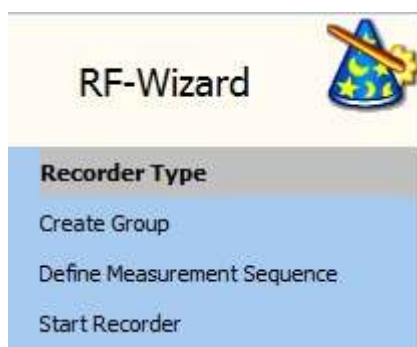 RF-Wizard
Recorder Type
Create Group
Define Measurement Sequence
Start Recorder